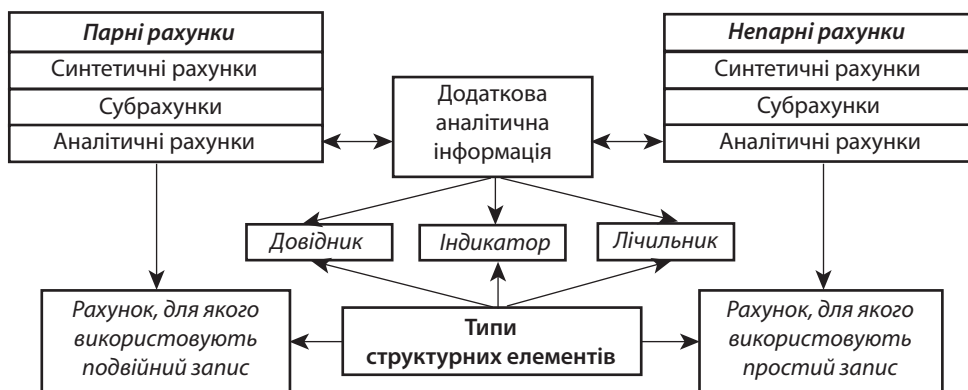 Парні рахунки
Синтетичні рахунки
Субрахунки
Аналітичні рахунки
Додаткова
аналітична
інформація
Непарні рахунки
Синтетичні рахунки
Субрахунки
Аналітичні рахунки
Довідник
Індикатор
Лічильник
Рахунок, для якого
використовують
подвійний запис
Типи
структурних елементів
Рахунок, для якого
використовують
простий запис